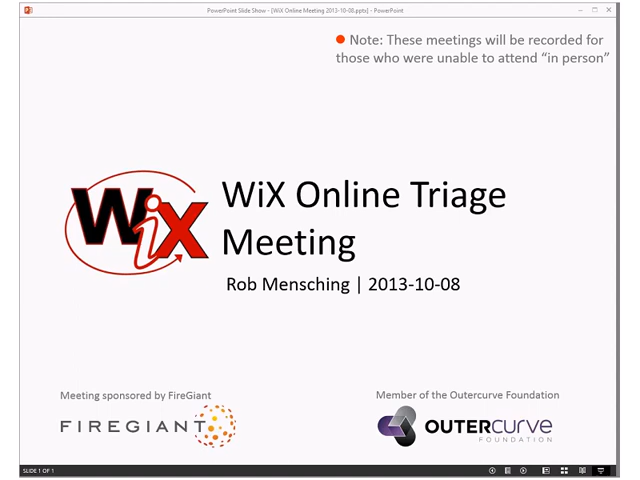 PowerPoint Slide Show - [WiX Online Meeting 2013-10-08.pptx] - PowerPoint
Note: These meetings will be recorded for
those who were unable to attend “in person”
WiX
WiX Online Triage
Meeting
Rob Mensching | 2013-10-08
Meeting sponsored by FireGiant
FIREGIANT
Member of the Outercurve Foundation
OUTERCURVE
FOUNDATION
SLIDE 1 OF 1